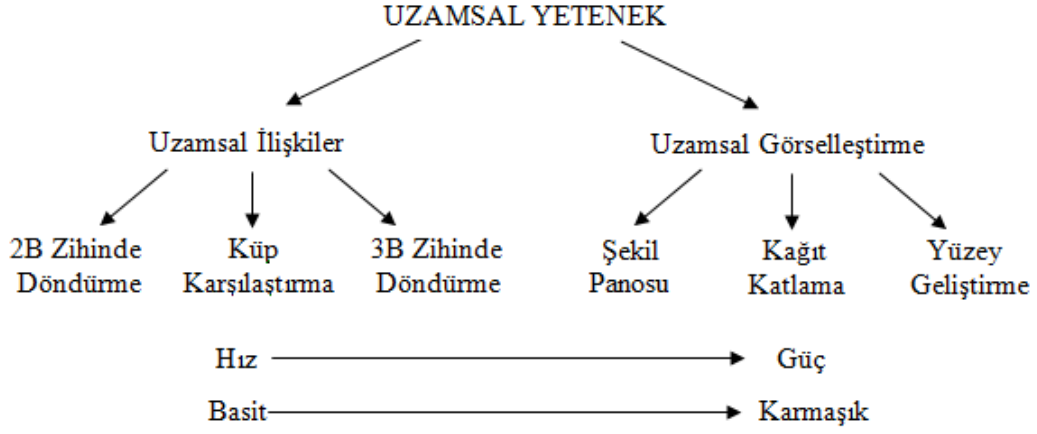 UZAMSAL YETENEK
Uzamsal İlişkiler
Uzamsal Görselleştirme
2B Zihinde
Döndürme
Küp
Karşılaştırma
3B Zihinde
Döndürme
Şekil
Panosu
Kağıt
Katlama
Yüzey
Geliştirme
Hız
Güç
Basit
Karmaşık